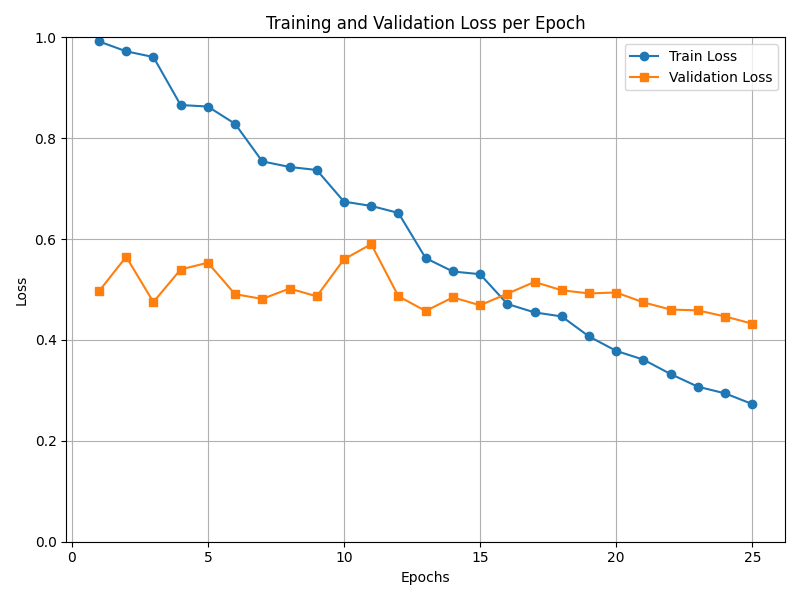 Training and Validation Loss per Epoch
Train Loss
Validation Loss
1.0
0.8
0.6
0.4
0.2
0.0
Loss
0 5 10 15 20 25
Epochs